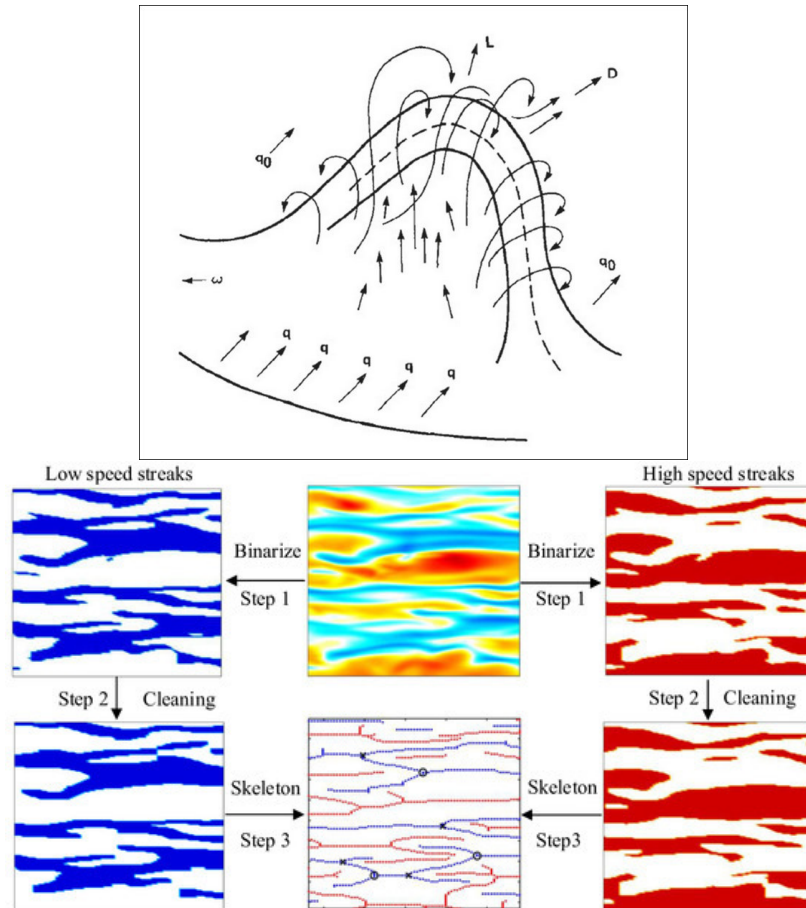 L
D
q0
q0
ω
q
q
q
q
q
q
Low speed streaks
High speed streaks
Binarize
Binarize
Step 1
Step 1
Step 2
Cleaning
Step 2
Cleaning
Skeleton
Skeleton
Step 3
Step3